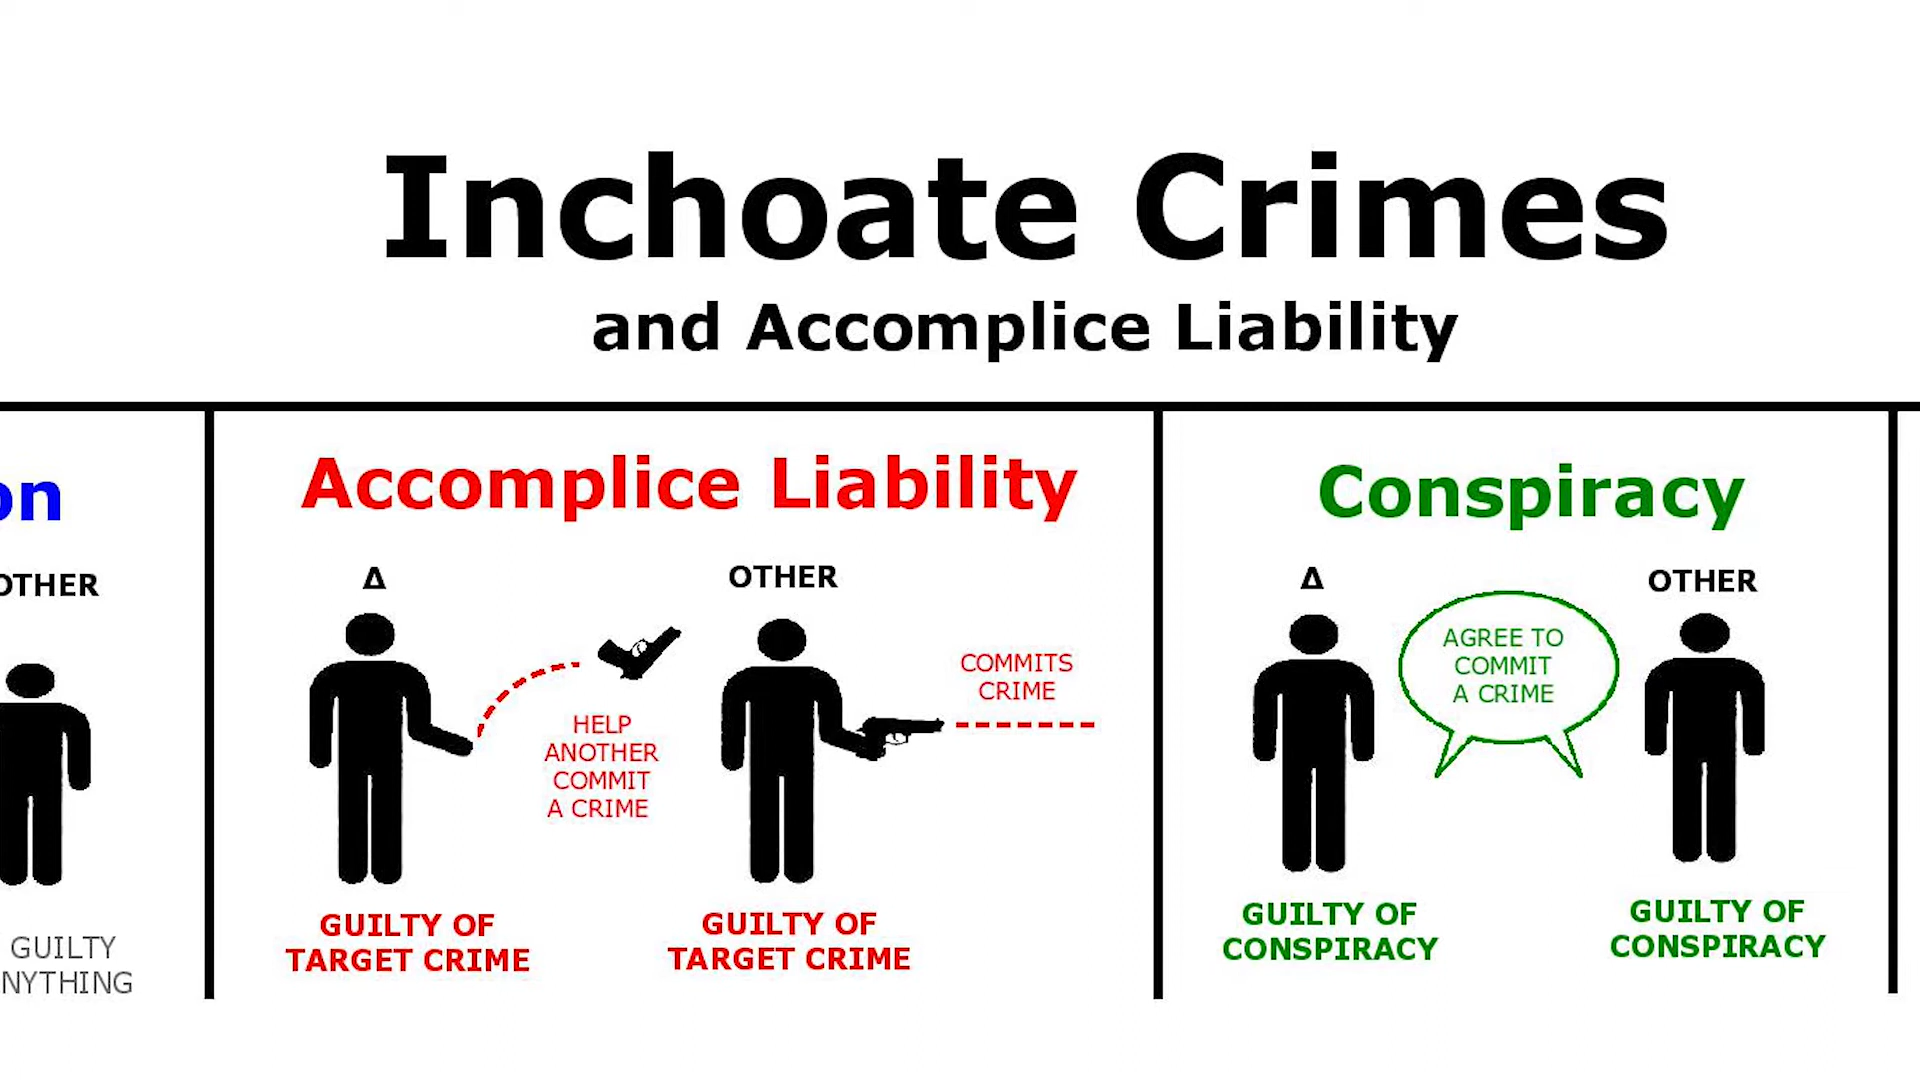 Inchoate Crimes
and Accomplice Liability
on
OTHER
GUILTY
NYTHING
Accomplice Liability
Δ
OTHER
HELP
ANOTHER
COMMIT
A CRIME
COMMITS
CRIME
GUILTY OF
TARGET CRIME
GUILTY OF
TARGET CRIME
Conspiracy
Δ
OTHER
AGREE TO
COMMIT
A CRIME
GUILTY OF
CONSPIRACY
GUILTY OF
CONSPIRACY